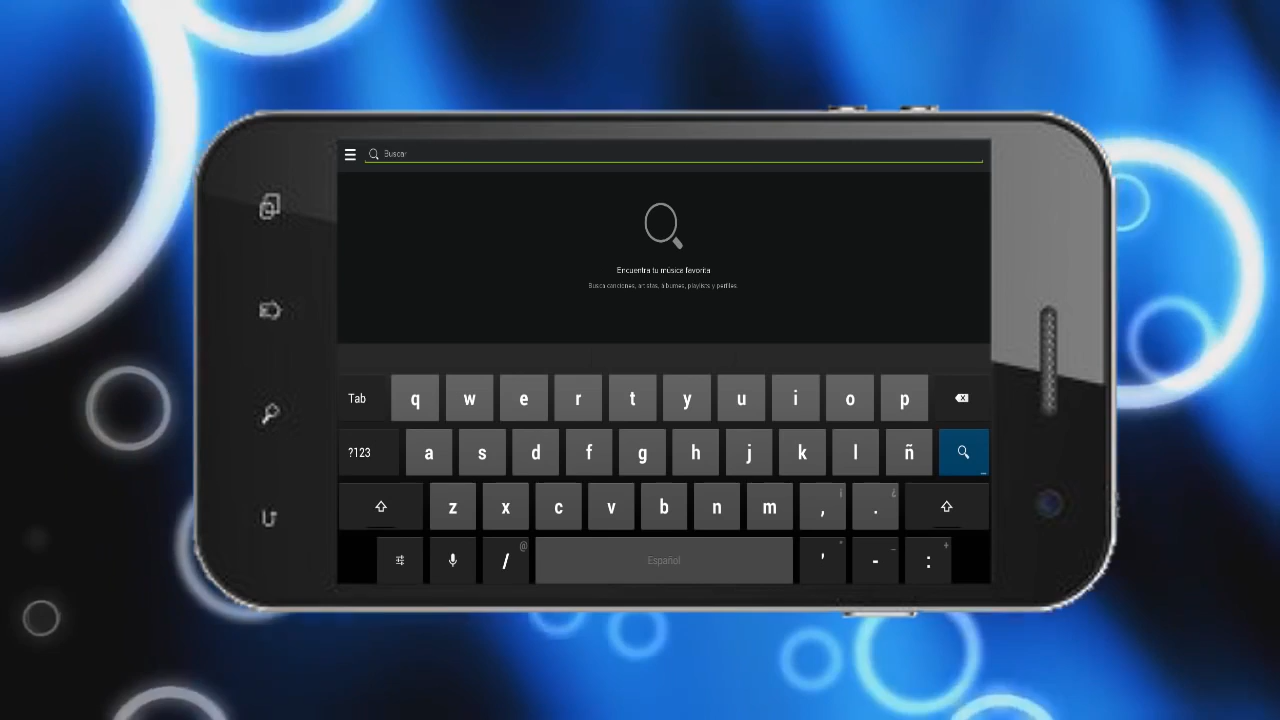 Buscar
Encuentra tu música favorita
Busca canciones, artistas, álbumes, playlists y perfiles.
Tab q w e r t y u i o p
?123 a s d f g h j k l ñ
z x c v b n m , ¡ . ¿
/ @ Español ' " - _ : +